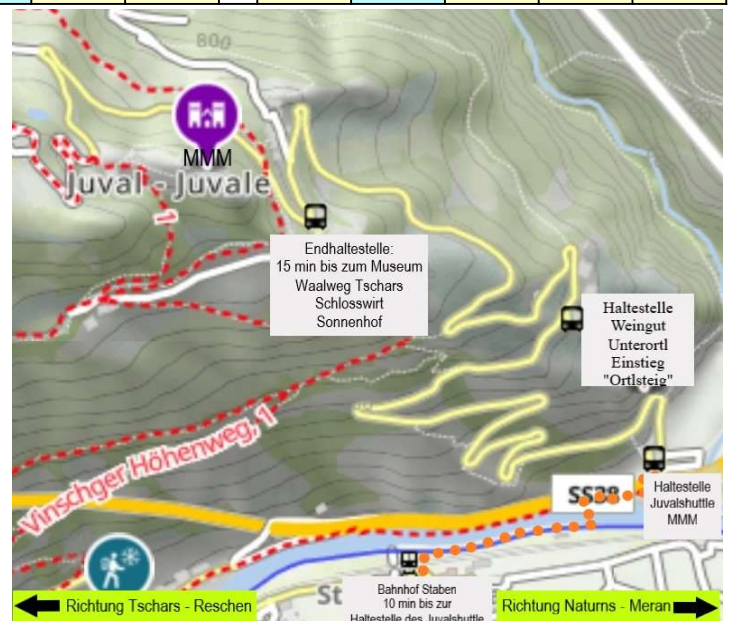 800
MMM
Juval - Juvale
1
Endhaltestelle:
15 min bis zum Museum
Waalweg Tschars
Schlosswirt
Sonnenhof
Haltestelle
Weingut
Unterortl
Einstieg
"Ortlsteig"
Vinschger Höhenweg, 1
SS38
Haltestelle
Juvalshuttle
MMM
St
Bahnhof Staben
10 min bis zur
Haltestelle des Juvalshuttle
Richtung Tschars - Reschen
Richtung Naturns - Meran